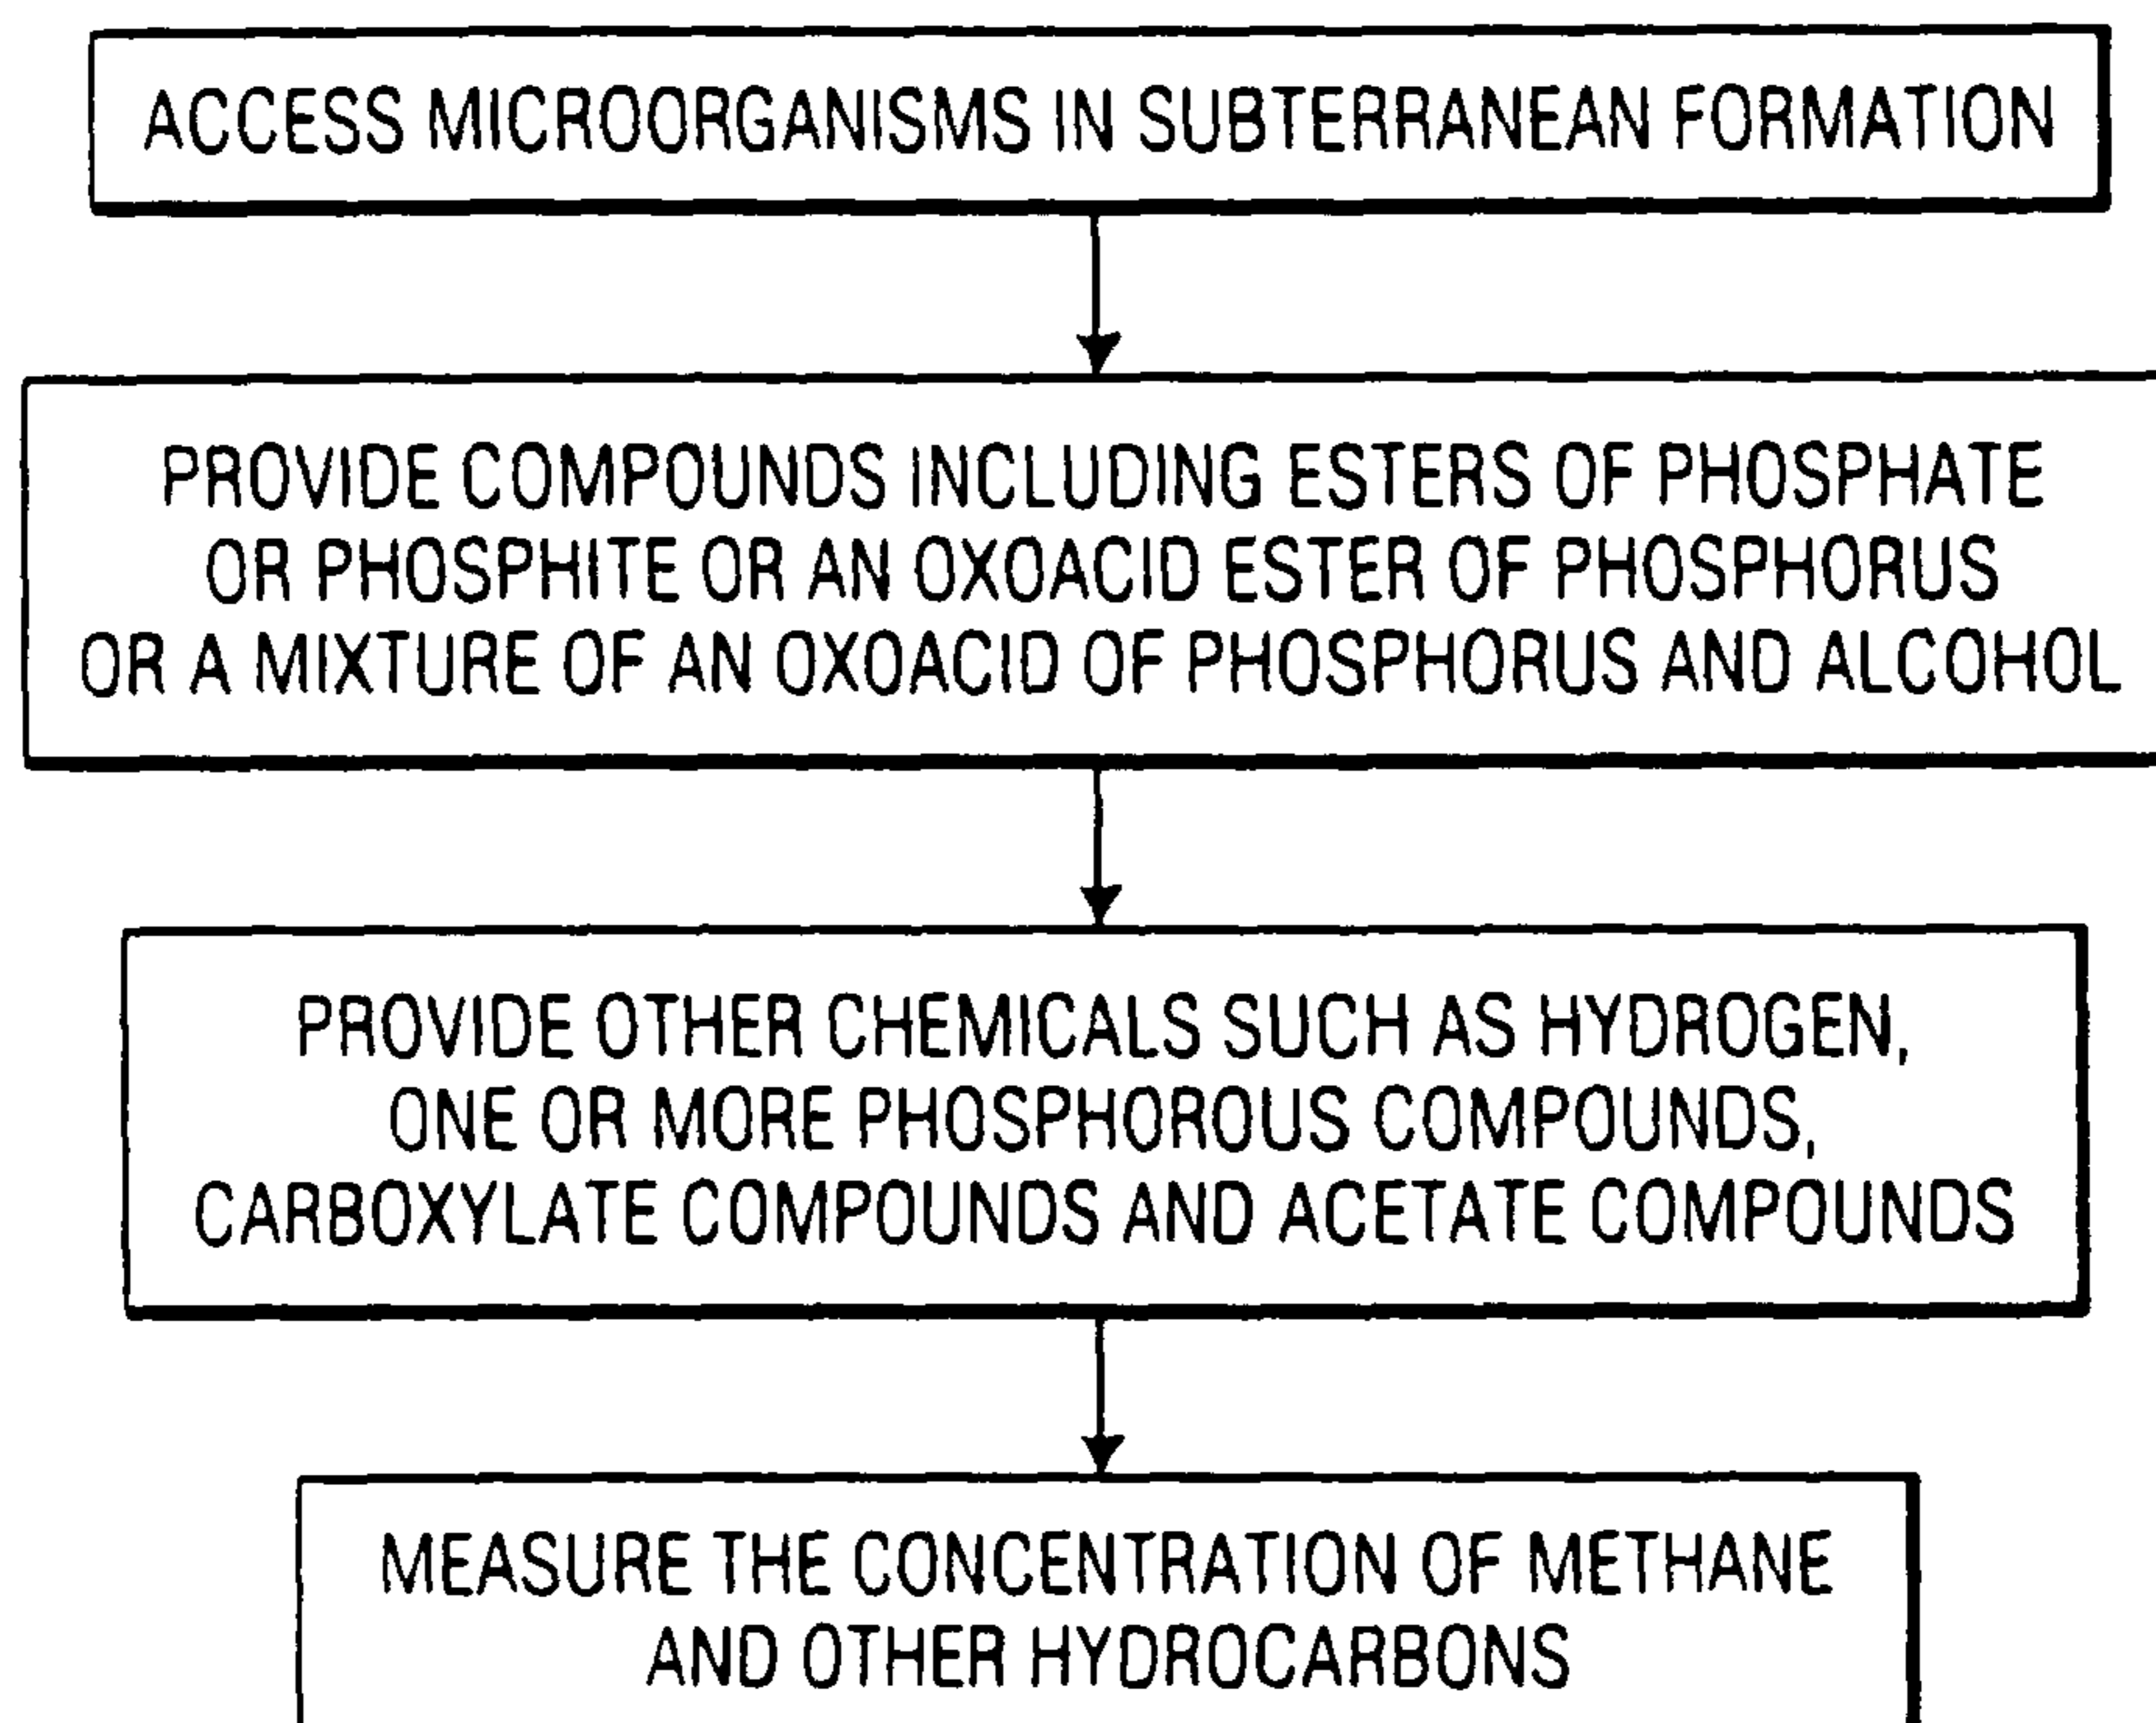 ACCESS MICROORGANISMS IN SUBTERRANEAN FORMATION
PROVIDE COMPOUNDS INCLUDING ESTERS OF PHOSPHATE
OR PHOSPHITE OR AN OXOACID ESTER OF PHOSPHORUS
OR A MIXTURE OF AN OXOACID OF PHOSPHORUS AND ALCOHOL
PROVIDE OTHER CHEMICALS SUCH AS HYDROGEN,
ONE OR MORE PHOSPHOROUS COMPOUNDS,
CARBOXYLATE COMPOUNDS AND ACETATE COMPOUNDS
MEASURE THE CONCENTRATION OF METHANE
AND OTHER HYDROCARBONS